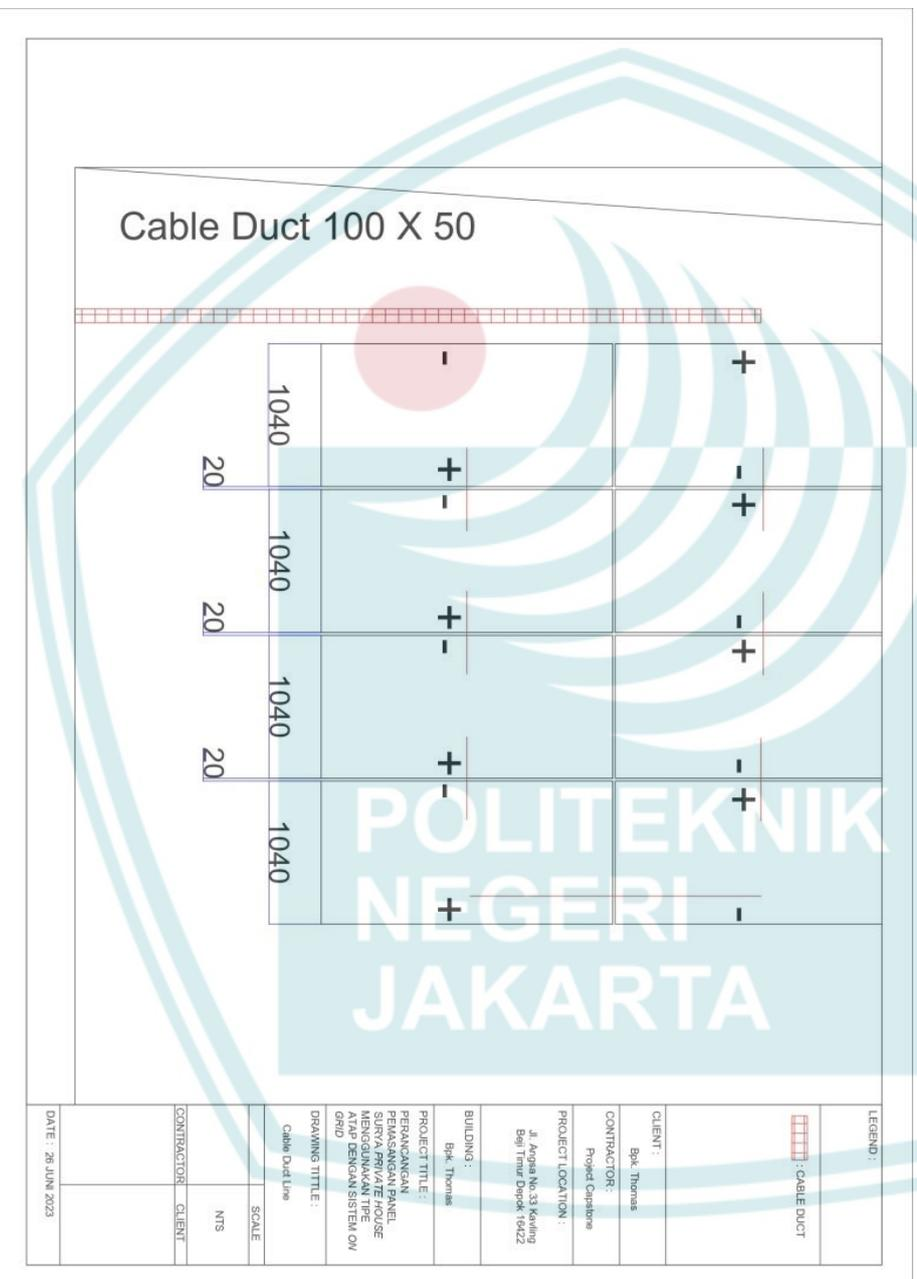 Cable Duct 100 X 50
-
+
1040
20
+
-
-
+
1040
20
+
-
-
+
1040
20
+
-
-
+
1040
+
-
POLITEKNIK
NEGERI
JAKARTA
LEGEND :
: CABLE DUCT
CLIENT :
Bpk. Thomas
CONTRACTOR :
Project Capstone
PROJECT LOCATION :
Jl. Angsa No.33 Kavling
Beji Timur Depok 16422
BUILDING :
Bpk. Thomas
PROJECT TITLE :
PERANCANGAN
PEMASANGAN PANEL
SURYA PRIVATE HOUSE
MENGGUNAKAN TIPE
ATAP DENGAN SISTEM ON
GRID
DRAWING TITTLE :
Cable Duct Line
SCALE
NTS
CONTRACTOR
CLIENT
DATE : 26 JUNI 2023